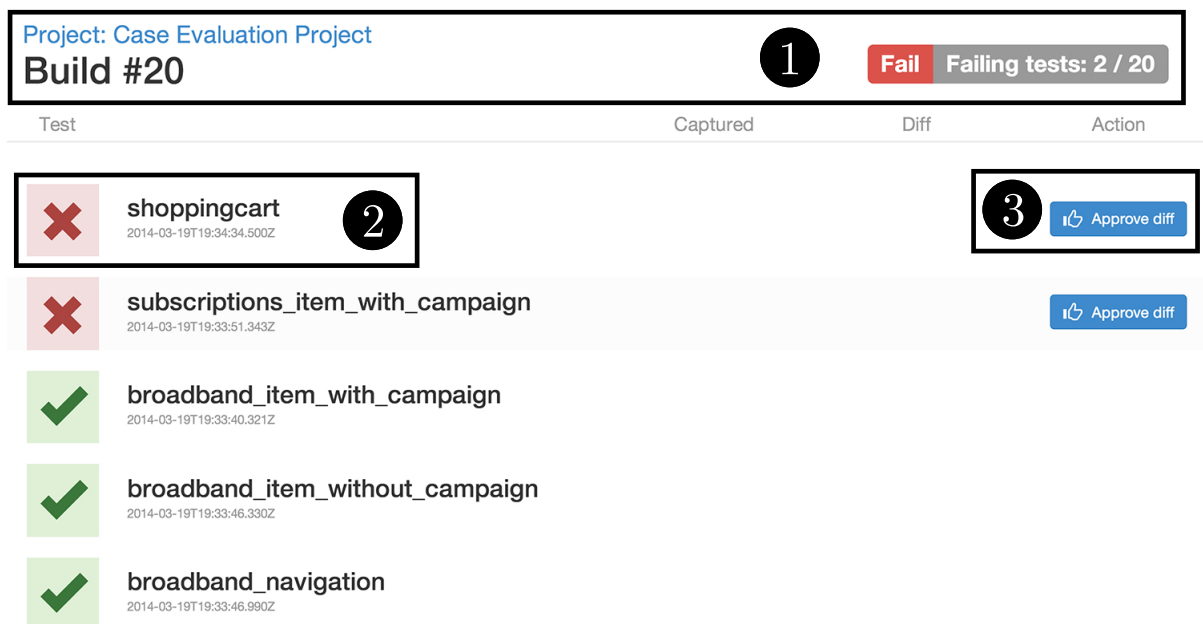 Project: Case Evaluation Project
Build #20
1
Fail Failing tests: 2 / 20
Test Captured Diff Action
shoppingcart
2014-03-19T19:34:34.500Z
2
3
Approve diff
subscriptions_item_with_campaign
2014-03-19T19:33:51.343Z
Approve diff
broadband_item_with_campaign
2014-03-19T19:33:40.321Z
broadband_item_without_campaign
2014-03-19T19:33:46.330Z
broadband_navigation
2014-03-19T19:33:46.990Z